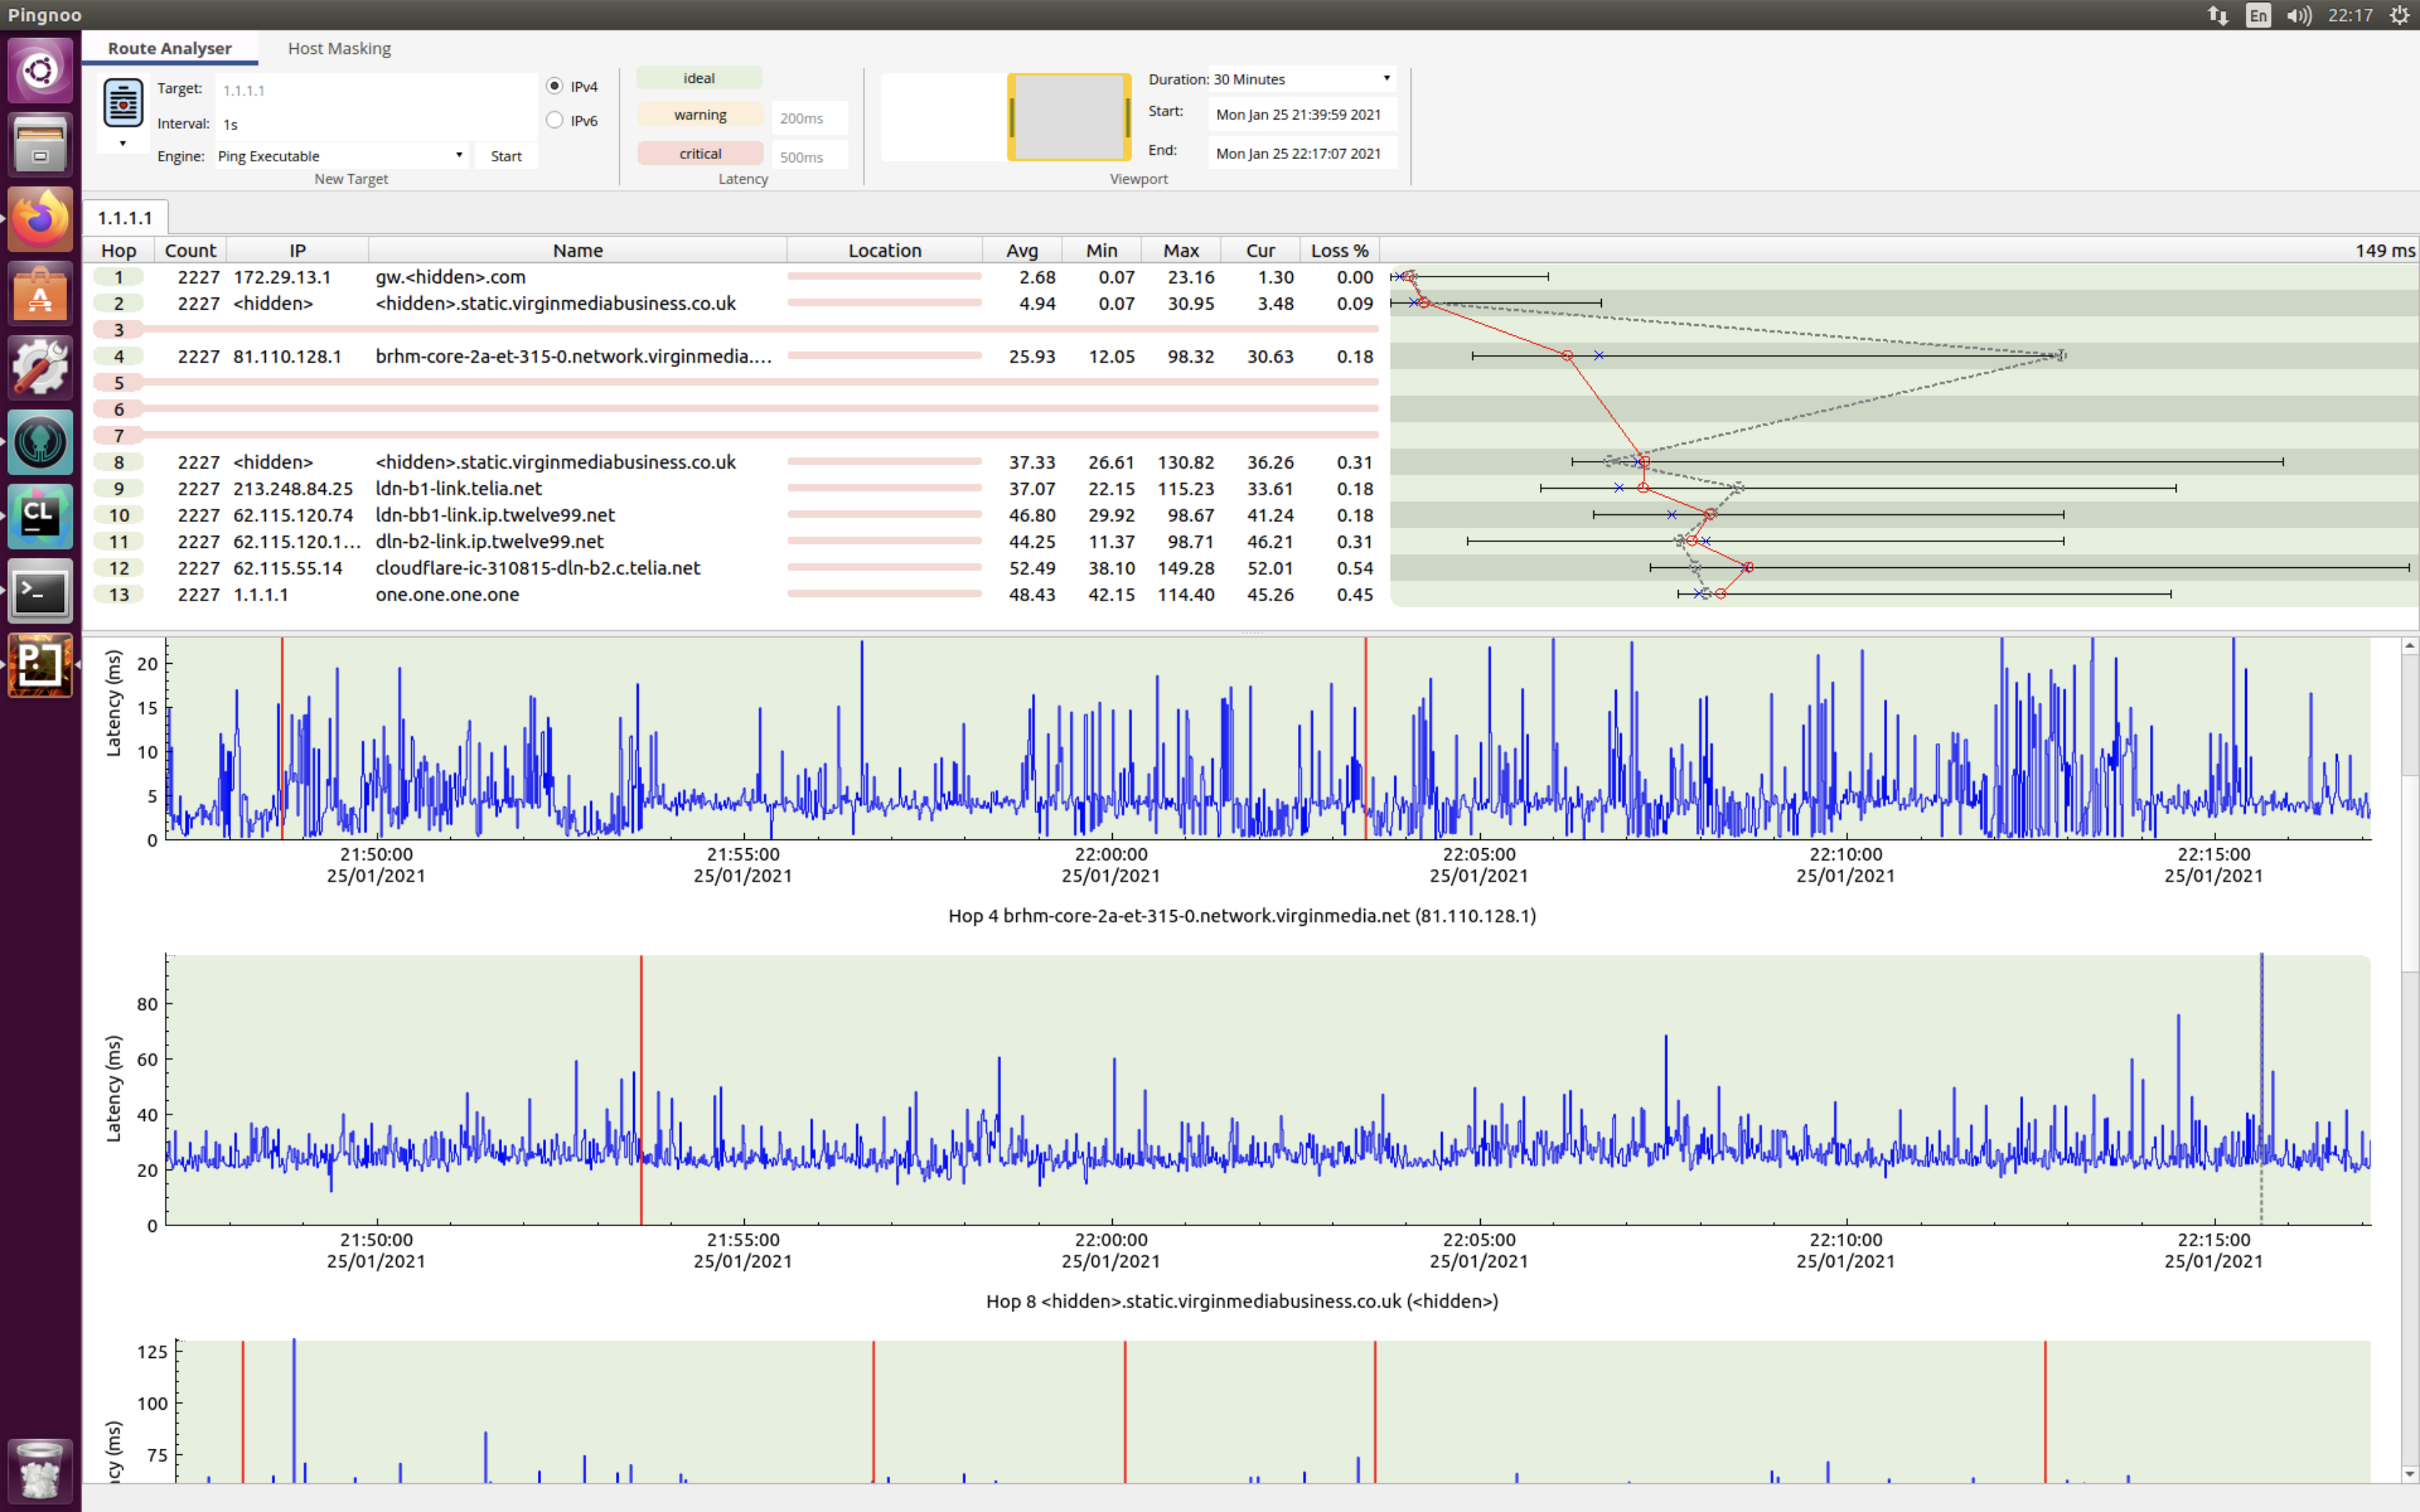 Pingnoo
En 22:17
Route Analyser Host Masking
Target: 1.1.1.1
Interval: 1s
Engine: Ping Executable Start
New Target
IPv4
IPv6
ideal
warning 200ms
critical 500ms
Latency
Duration: 30 Minutes
Start: Mon Jan 25 21:39:59 2021
End: Mon Jan 25 22:17:07 2021
Viewport
1.1.1.1
Hop Count IP Name Location Avg Min Max Cur Loss % 149 ms
1 2227 172.29.13.1 gw.<hidden>.com 2.68 0.07 23.16 1.30 0.00
2 2227 <hidden> <hidden>.static.virginmediabusiness.co.uk 4.94 0.07 30.95 3.48 0.09
3
4 2227 81.110.128.1 brhm-core-2a-et-315-0.network.virginmedia.... 25.93 12.05 98.32 30.63 0.18
5
6
7
8 2227 <hidden> <hidden>.static.virginmediabusiness.co.uk 37.33 26.61 130.82 36.26 0.31
9 2227 213.248.84.25 ldn-b1-link.telia.net 37.07 22.15 115.23 33.61 0.18
10 2227 62.115.120.74 ldn-bb1-link.ip.twelve99.net 46.80 29.92 98.67 41.24 0.18
11 2227 62.115.120.1... dln-b2-link.ip.twelve99.net 44.25 11.37 98.71 46.21 0.31
12 2227 62.115.55.14 cloudflare-ic-310815-dln-b2.c.telia.net 52.49 38.10 149.28 52.01 0.54
13 2227 1.1.1.1 one.one.one.one 48.43 42.15 114.40 45.26 0.45
Latency (ms)
20
15
10
5
0
21:50:00 21:55:00 22:00:00 22:05:00 22:10:00 22:15:00
25/01/2021 25/01/2021 25/01/2021 25/01/2021 25/01/2021 25/01/2021
Hop 4 brhm-core-2a-et-315-0.network.virginmedia.net (81.110.128.1)
Latency (ms)
80
60
40
20
0
21:50:00 21:55:00 22:00:00 22:05:00 22:10:00 22:15:00
25/01/2021 25/01/2021 25/01/2021 25/01/2021 25/01/2021 25/01/2021
Hop 8 <hidden>.static.virginmediabusiness.co.uk (<hidden>)
cy (ms)
125
100
75
CL
P.